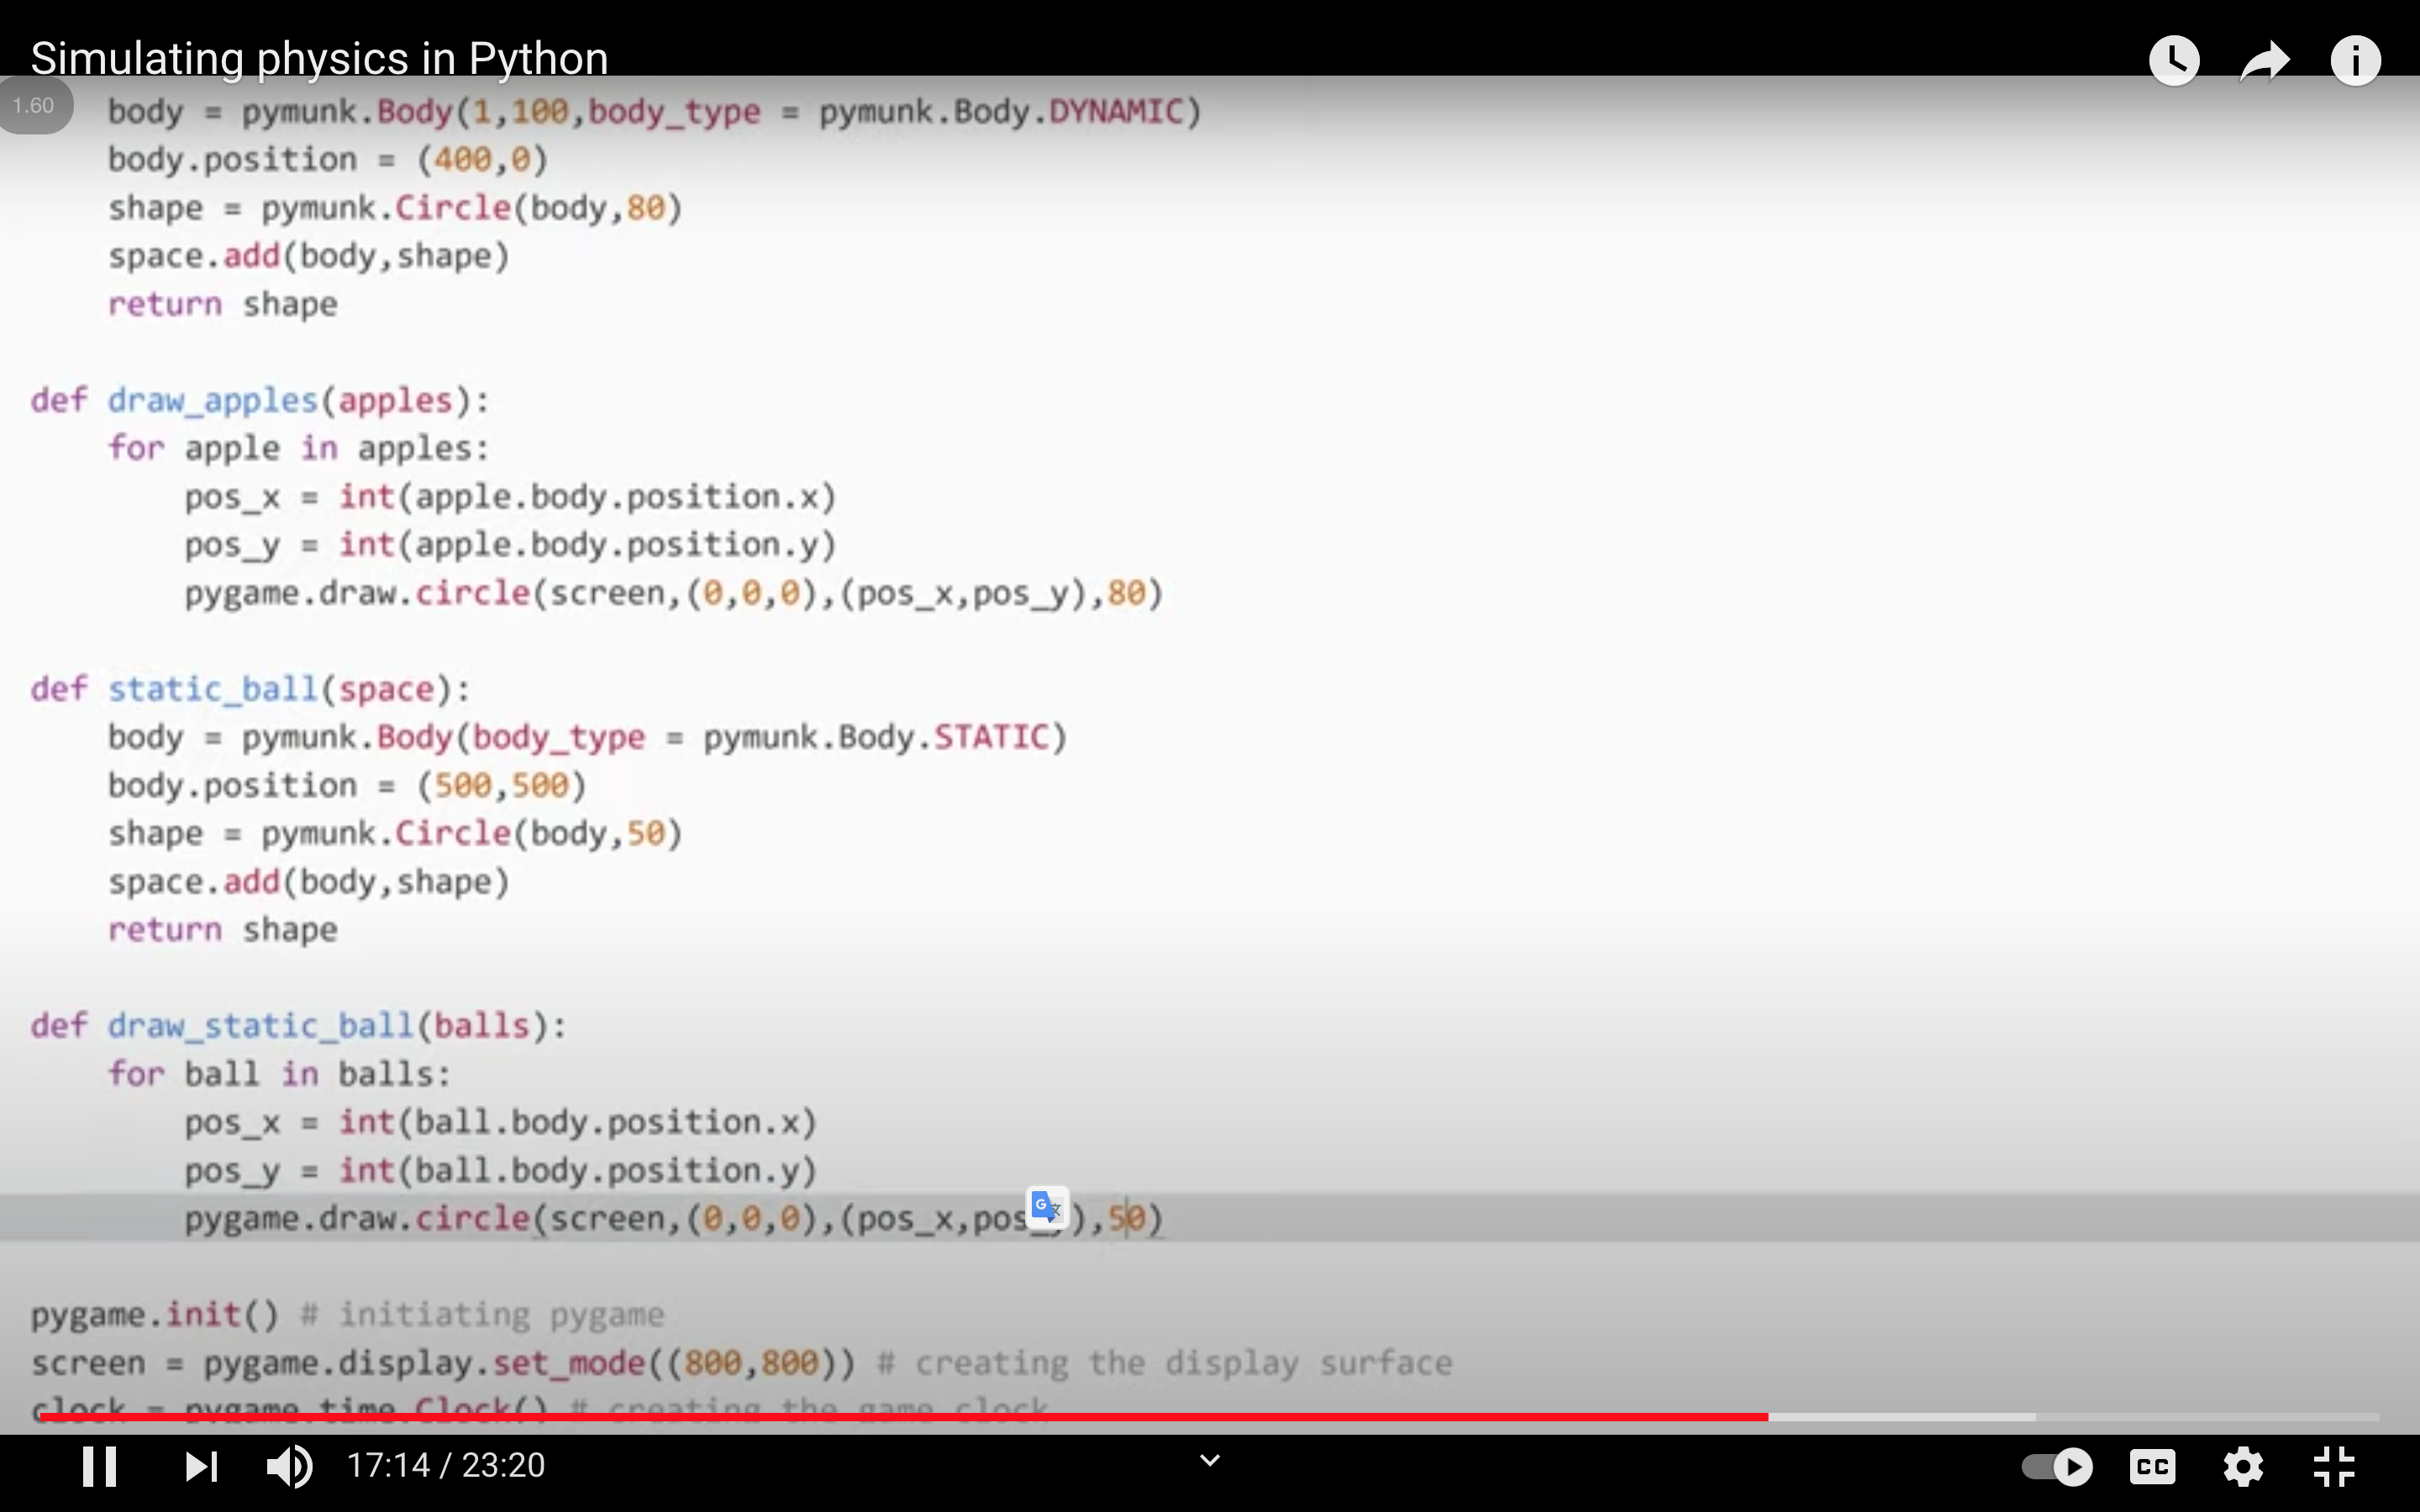 Simulating physics in Python
1.60
    body = pymunk.Body(1,100,body_type = pymunk.Body.DYNAMIC)
    body.position = (400,0)
    shape = pymunk.Circle(body,80)
    space.add(body,shape)
    return shape
def draw_apples(apples):
    for apple in apples:
        pos_x = int(apple.body.position.x)
        pos_y = int(apple.body.position.y)
        pygame.draw.circle(screen,(0,0,0),(pos_x,pos_y),80)
def static_ball(space):
    body = pymunk.Body(body_type = pymunk.Body.STATIC)
    body.position = (500,500)
    shape = pymunk.Circle(body,50)
    space.add(body,shape)
    return shape
def draw_static_ball(balls):
    for ball in balls:
        pos_x = int(ball.body.position.x)
        pos_y = int(ball.body.position.y)
        pygame.draw.circle(screen,(0,0,0),(pos_x,pos_y),50)
pygame.init() # initiating pygame
screen = pygame.display.set_mode((800,800)) # creating the display surface
clock = pygame.time.Clock() # creating the game clock
17:14 / 23:20
CC